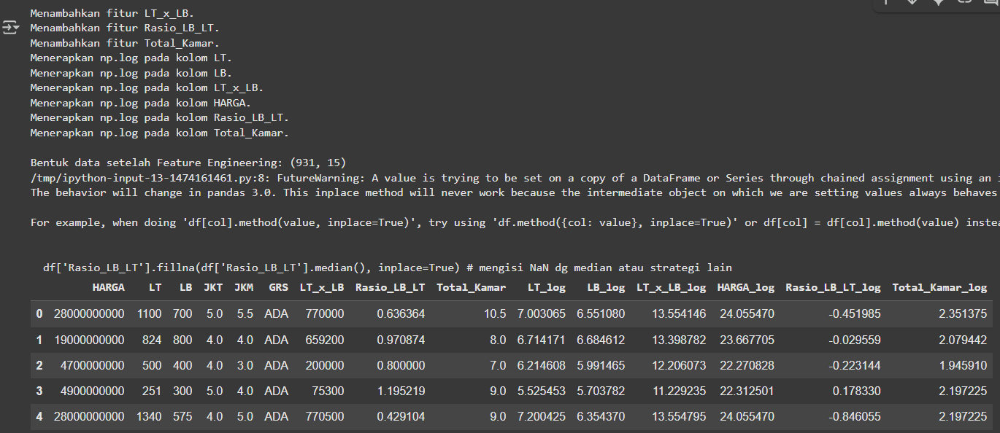 Menambahkan fitur LT_x_LB.
Menambahkan fitur Rasio_LB_LT.
Menambahkan fitur Total_Kamar.
Menerapkan np.log pada kolom LT.
Menerapkan np.log pada kolom LB.
Menerapkan np.log pada kolom LT_x_LB.
Menerapkan np.log pada kolom HARGA.
Menerapkan np.log pada kolom Rasio_LB_LT.
Menerapkan np.log pada kolom Total_Kamar.
Bentuk data setelah Feature Engineering: (931, 15)
/tmp/ipython-input-13-1474161461.py:8: FutureWarning: A value is trying to be set on a copy of a DataFrame or Series through chained assignment using an
The behavior will change in pandas 3.0. This inplace method will never work because the intermediate object on which we are setting values always behaves
For example, when doing 'df[col].method(value, inplace=True)', try using 'df.method({col: value}, inplace=True)' or df[col] = df[col].method(value) inste
df['Rasio_LB_LT'].fillna(df['Rasio_LB_LT'].median(), inplace=True) # mengisi NaN dg median atau strategi lain
HARGA LT LB JKT JKM GRS LT_x_LB Rasio_LB_LT Total_Kamar LT_log LB_log LT_x_LB_log HARGA_log Rasio_LB_LT_log Total_Kamar_log
0 28000000000 1100 700 5.0 5.5 ADA 770000 0.636364 10.5 7.003065 6.551080 13.554146 24.055470 -0.451985 2.351375
1 19000000000 824 800 4.0 4.0 ADA 659200 0.970874 8.0 6.714171 6.684612 13.398782 23.667705 -0.029559 2.079442
2 4700000000 500 400 4.0 3.0 ADA 200000 0.800000 7.0 6.214608 5.991465 12.206073 22.270828 -0.223144 1.945910
3 4900000000 251 300 5.0 4.0 ADA 75300 1.195219 9.0 5.525453 5.703782 11.229235 22.312501 0.178330 2.197225
4 28000000000 1340 575 4.0 5.0 ADA 770500 0.429104 9.0 7.200425 6.354370 13.554795 24.055470 -0.846055 2.197225